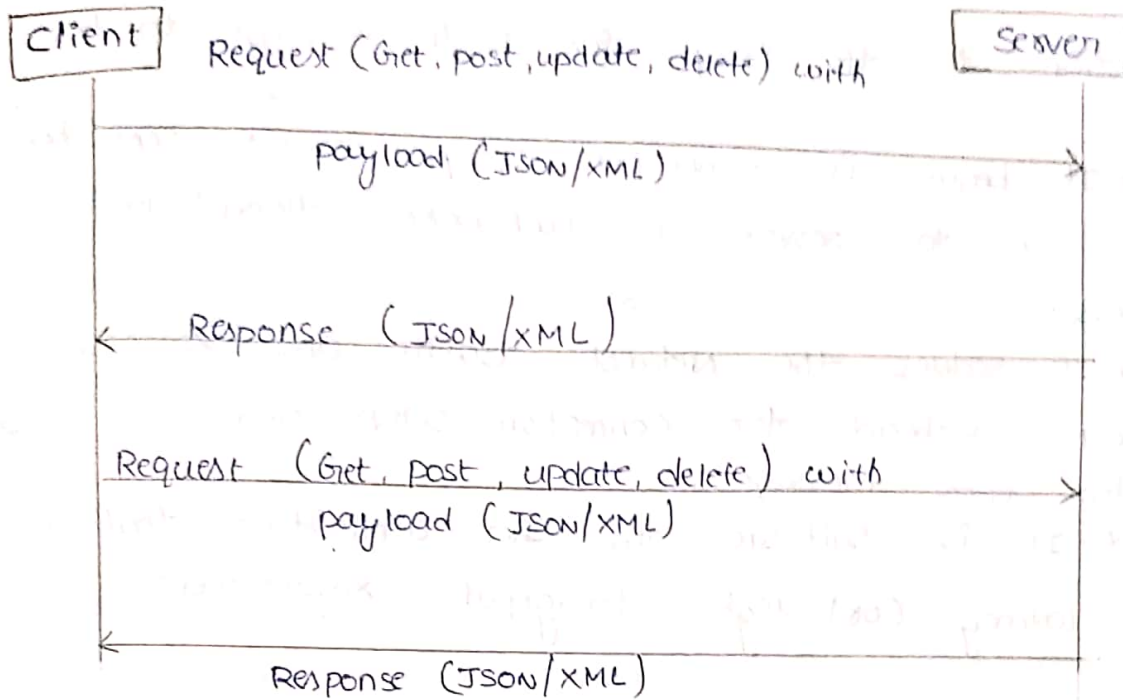 Client
Server
Request (Get, post, update, delete) with
payload (JSON/XML)
Response (JSON/XML)
Request (Get, post, update, delete) with
payload (JSON/XML)
Response (JSON/XML)